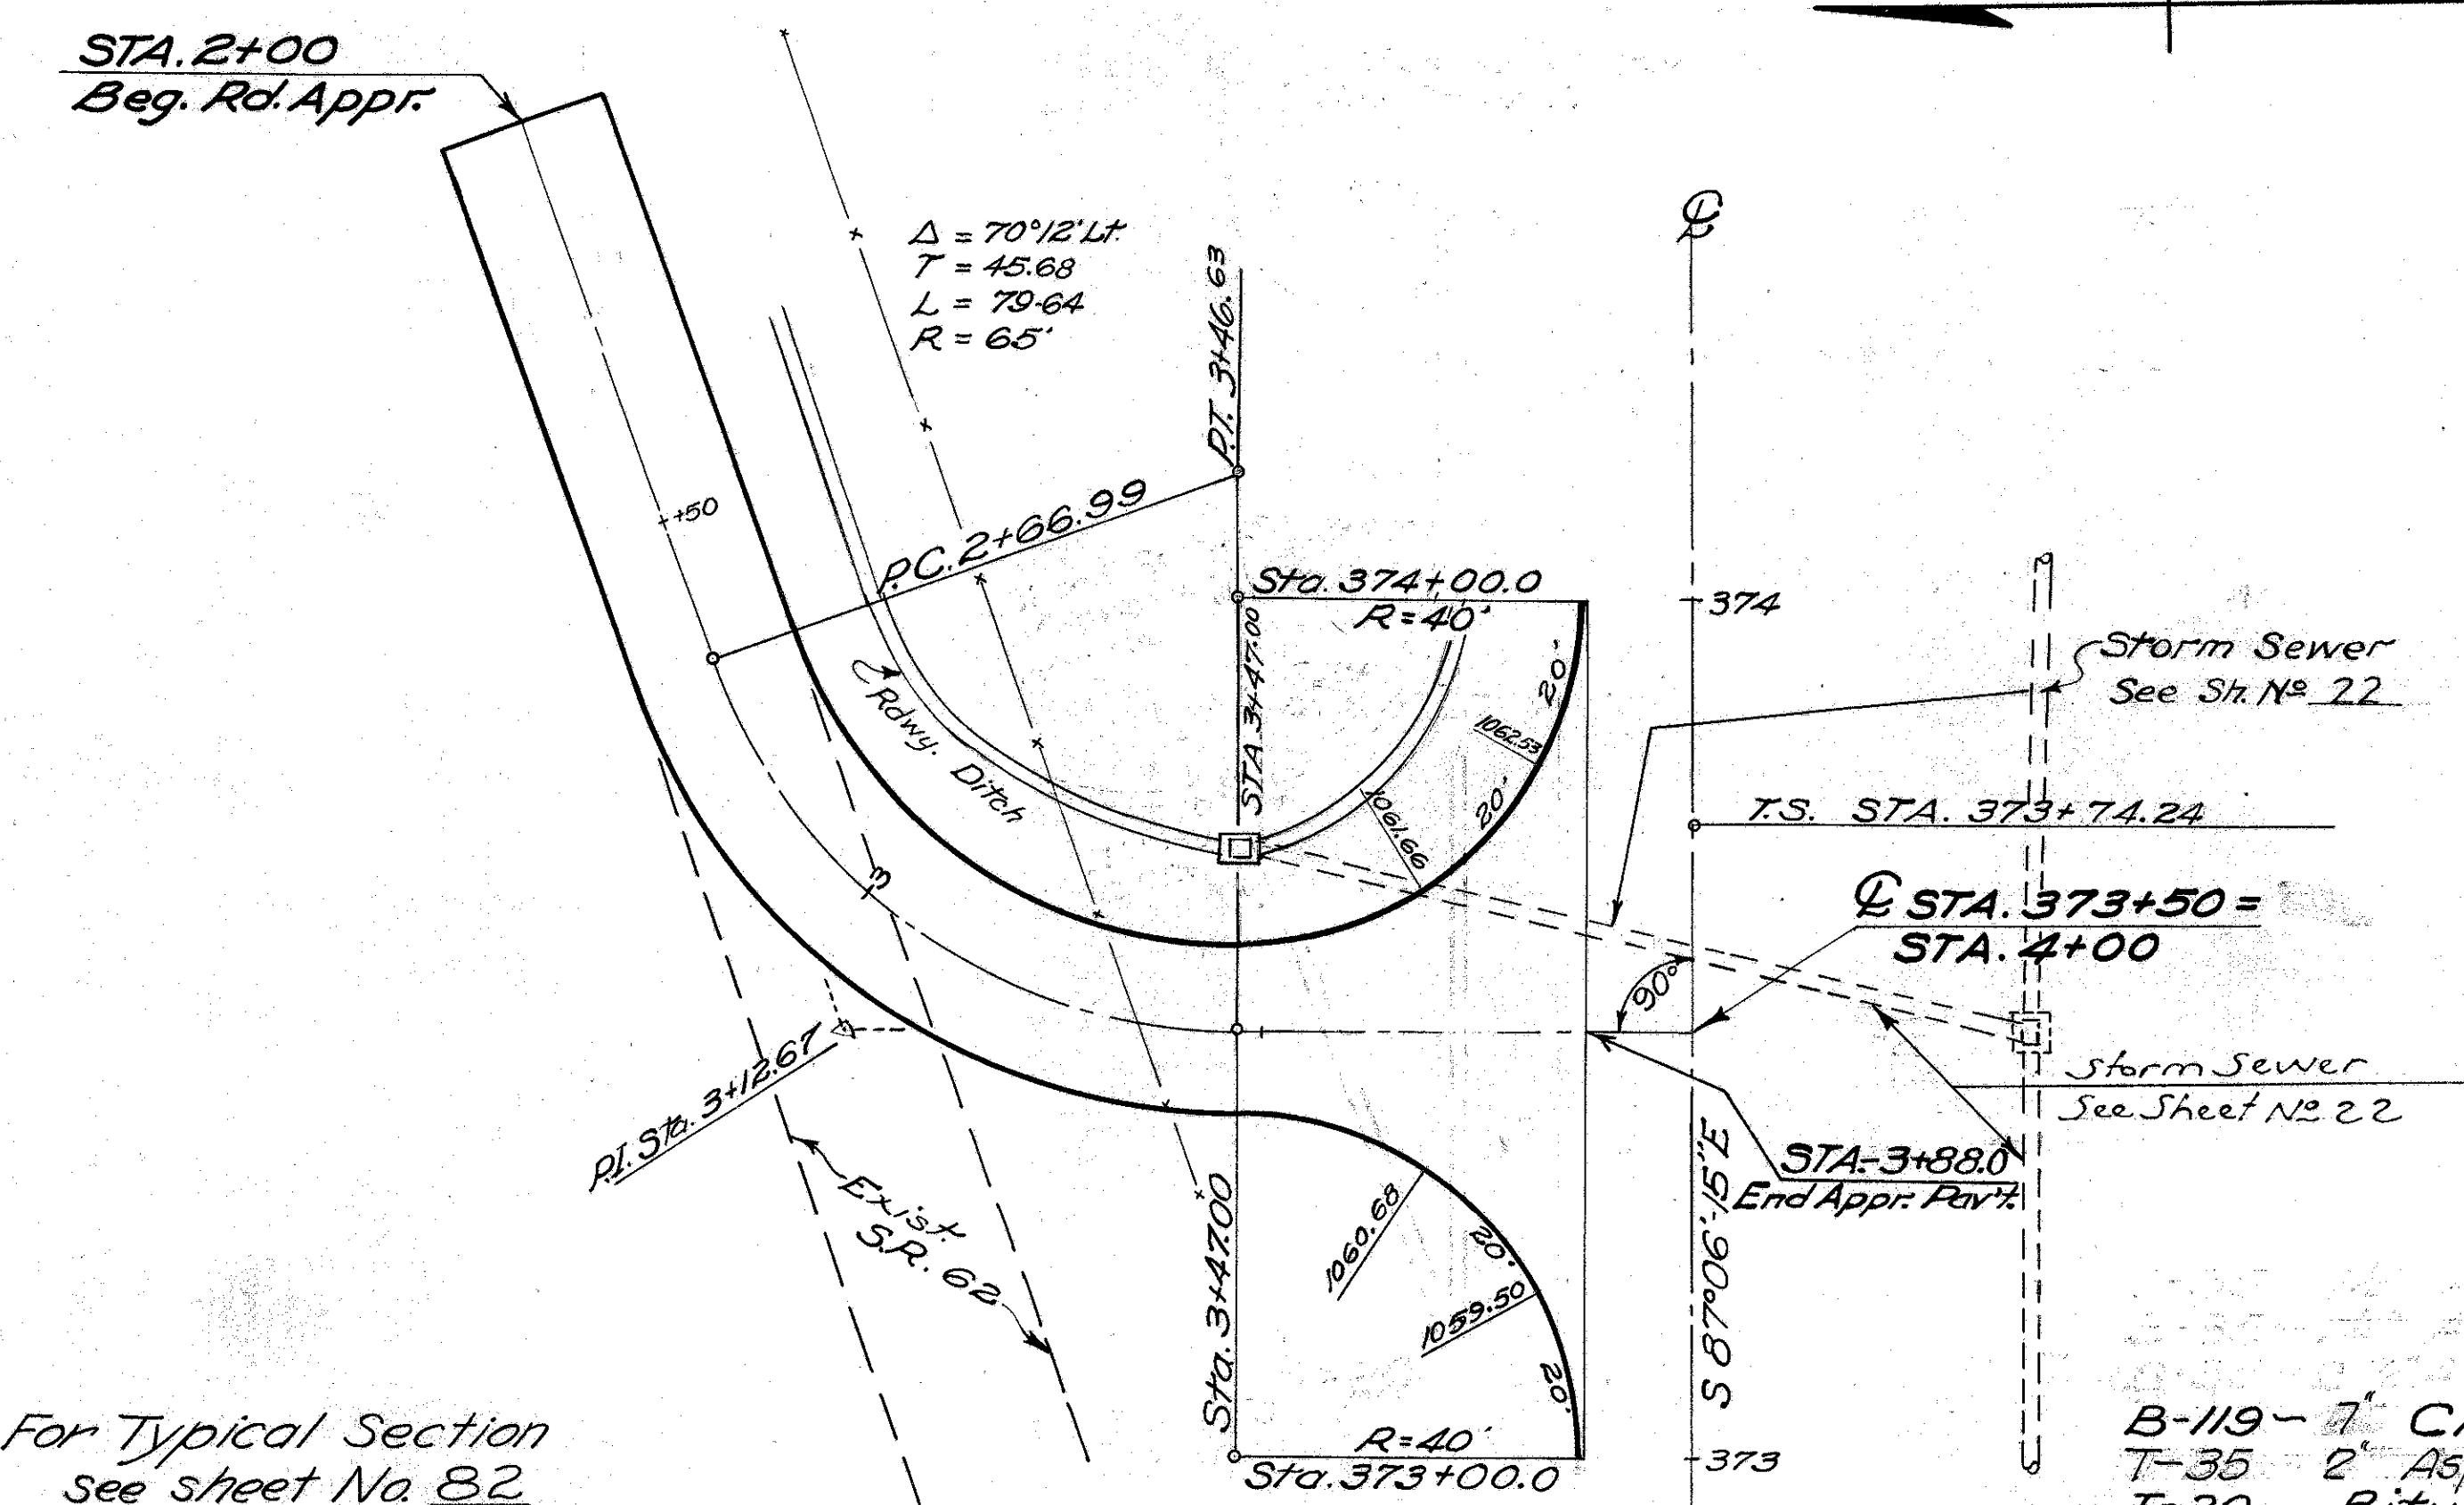 STA. 2+00
Beg. Rd. Appr.
Δ = 70°12' Lt.
T = 45.68
L = 79.64
R = 65'
P.T. 3+46.63
℄
+50
P.C. 2+66.99
Sta. 374+00.0
R=40'
374
STA. 3+47.00
20'
Storm Sewer
See Sh. Nº 22
Rdwy. Ditch
1062.53
20'
1061.66
T.S. STA. 373+74.24
3
℄ STA. 373+50 =
STA. 4+00
90°
P.I. Sta. 3+12.67
Storm Sewer
See Sheet Nº 22
STA. 3+88.0
End Appr. Pav't.
Exist.
S.R. 62
Sta. 3+47.00
1060.68
20'
1059.50
20'
S 87°06'-15" E
For Typical Section
see sheet No. 82
R=40'
Sta. 373+00.0
373
B-119 - 7"
T-35 2"